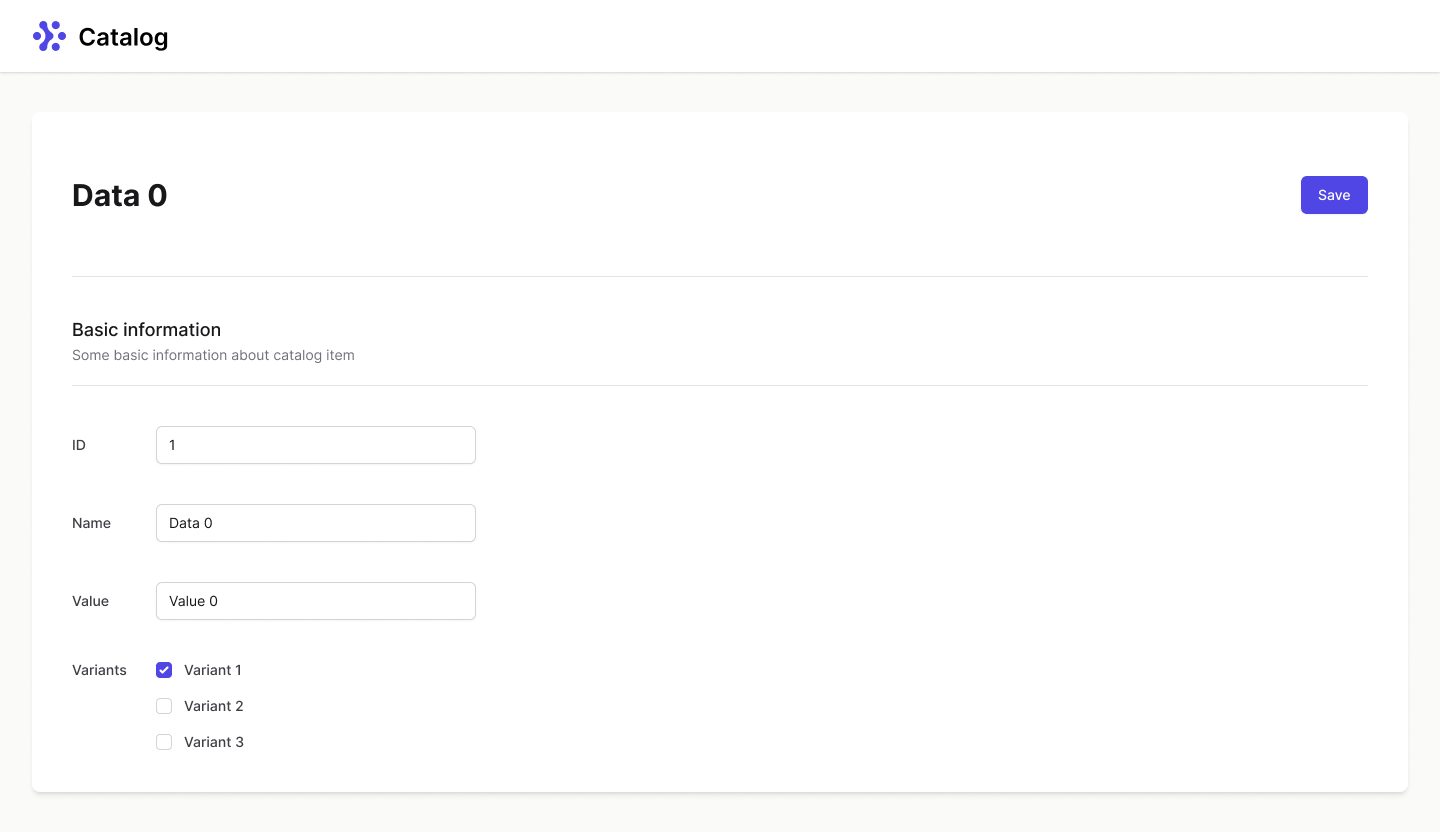 Catalog
Data 0
Save
Basic information
Some basic information about catalog item
ID
1
Name
Data 0
Value
Value 0
Variants
Variant 1
Variant 2
Variant 3